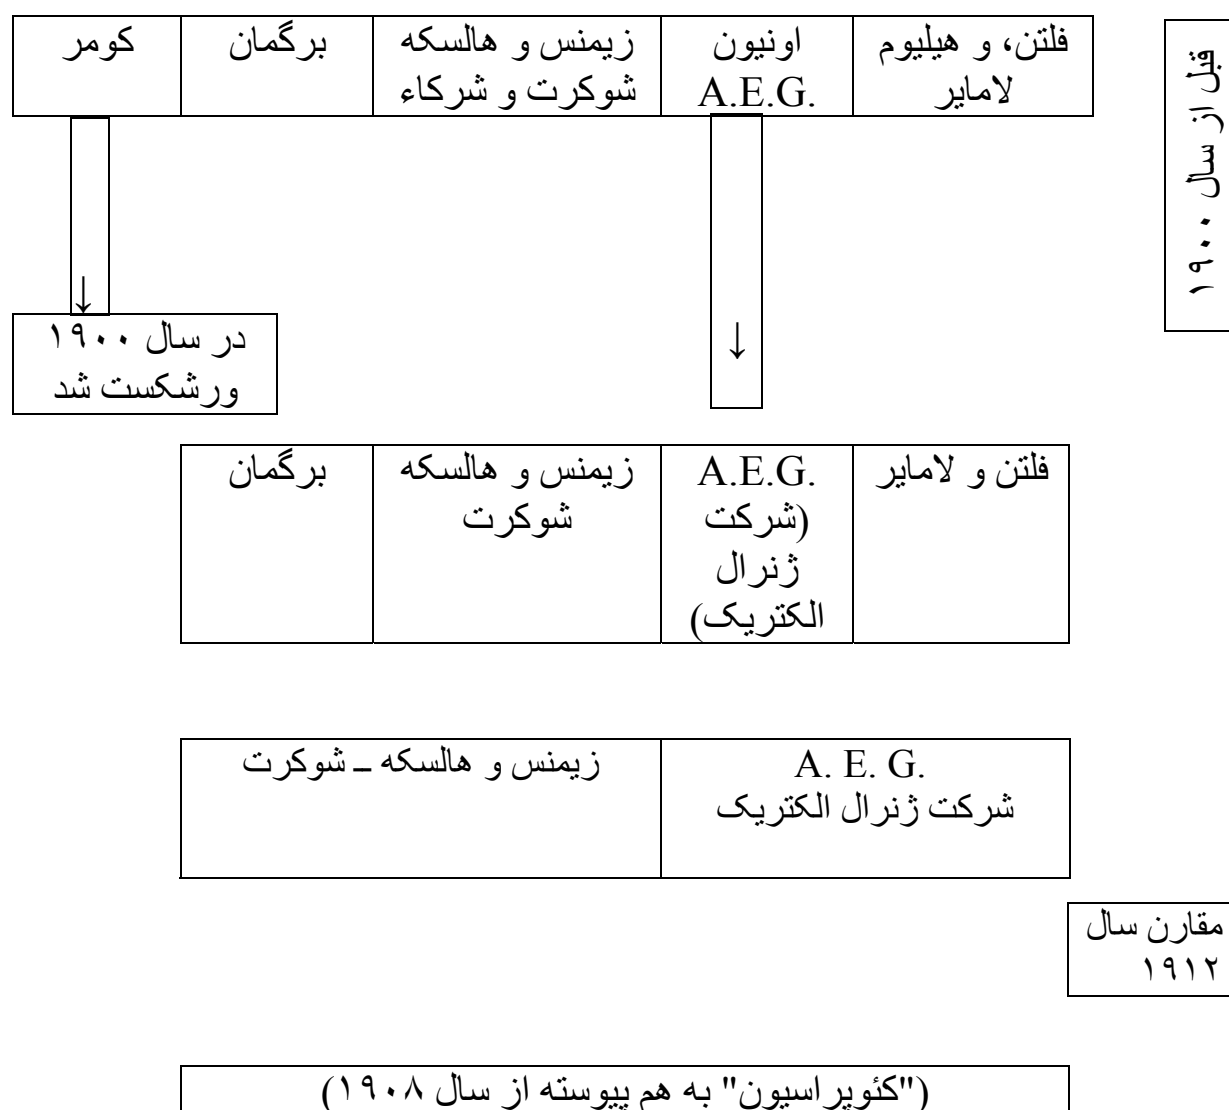 قبل از سال ۱۹۰۰
فلتن، و هیلیوم
لامایر
اونیون
A.E.G.
زیمنس و هالسکه
شوکرت و شرکاء
برگمان
کومر
↓
↓
در سال ۱۹۰۰
ورشکست شد
فلتن و لامایر
A.E.G.
(شرکت
ژنرال
الکتریک)
زیمنس و هالسکه
شوکرت
برگمان
A. E. G.
شرکت ژنرال الکتریک
زیمنس و هالسکه ــ شوکرت
مقارن سال
۱۹۱۲
("کئوپراسیون" به هم پیوسته از سال ۱۹۰۸)